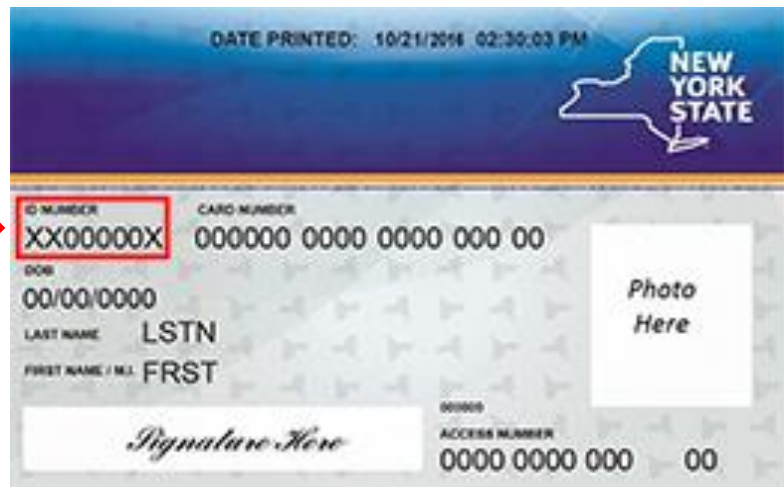 DATE PRINTED: 10/21/2016 02:30:03 PM
NEW
YORK
STATE
ID NUMBER CARD NUMBER
XX00000X 000000 0000 0000 000 00
DOB
00/00/0000
LAST NAME LSTN
FIRST NAME / M.I. FRST
Photo
Here
Signature Here
000000
ACCESS NUMBER
0000 0000 000 00